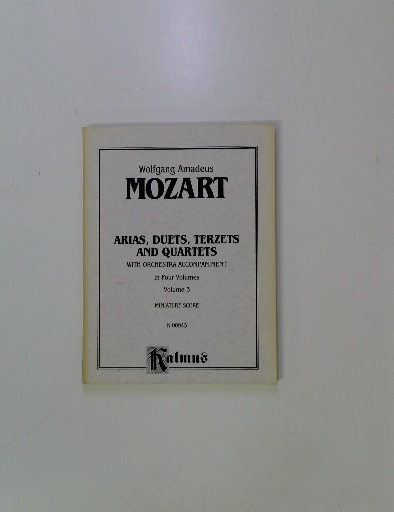 Wolfgang Amadeus
MOZART
ARIAS, DUETS, TERZETS
AND QUARTETS
WITH ORCHESTRA ACCOMPANIMENT
In Four Volumes
Volume 3
MINIATURE SCORE
K 00945
Kalmus